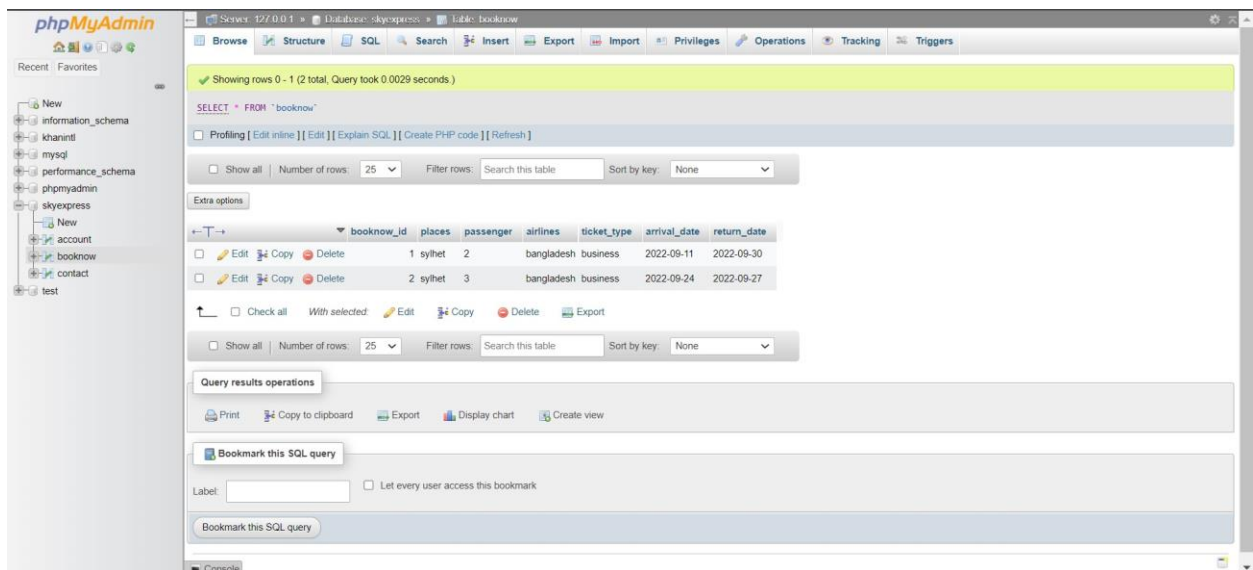 phpMyAdmin
Recent Favorites
New
information_schema
khanintl
mysql
performance_schema
phpmyadmin
skyexpress
New
account
booknow
contact
test
Server: 127.0.0.1 » Database: skyexpress » Table: booknow
Browse Structure SQL Search Insert Export Import Privileges Operations Tracking Triggers
Showing rows 0 - 1 (2 total, Query took 0.0029 seconds.)
SELECT * FROM `booknow`
Profiling [ Edit inline ] [ Edit ] [ Explain SQL ] [ Create PHP code ] [ Refresh ]
Show all | Number of rows: 25 Filter rows: Search this table Sort by key: None
Extra options
←T→ booknow_id places passenger airlines ticket_type arrival_date return_date
Edit Copy Delete 1 sylhet 2 bangladesh business 2022-09-11 2022-09-30
Edit Copy Delete 2 sylhet 3 bangladesh business 2022-09-24 2022-09-27
Check all With selected: Edit Copy Delete Export
Show all | Number of rows: 25 Filter rows: Search this table Sort by key: None
Query results operations
Print Copy to clipboard Export Display chart Create view
Bookmark this SQL query
Label: Let every user access this bookmark
Bookmark this SQL query
Console